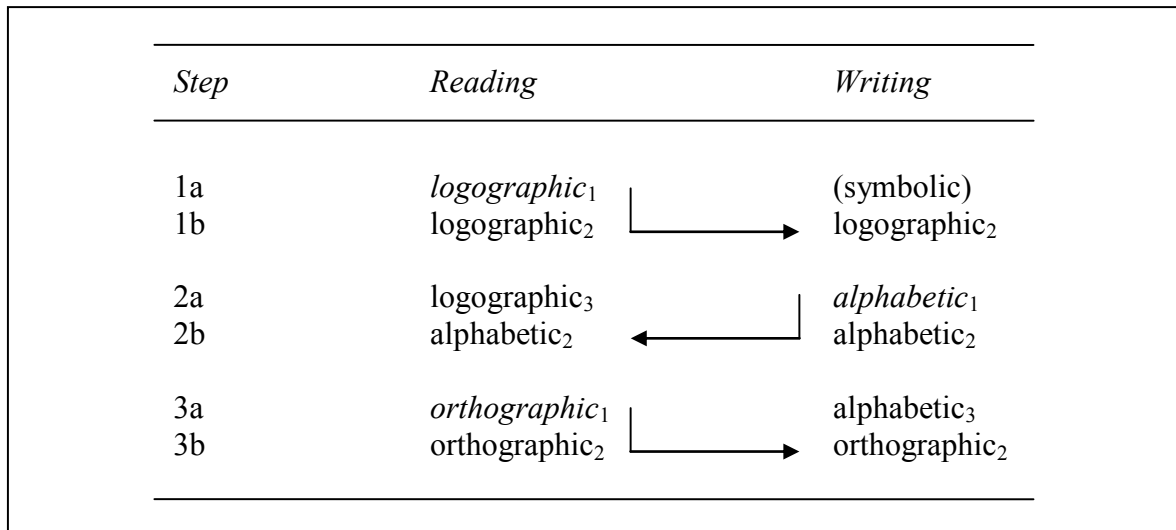 Step Reading Writing
1a logographic₁ (symbolic)
1b logographic₂ logographic₂
2a logographic₃ alphabetic₁
2b alphabetic₂ alphabetic₂
3a orthographic₁ alphabetic₃
3b orthographic₂ orthographic₂